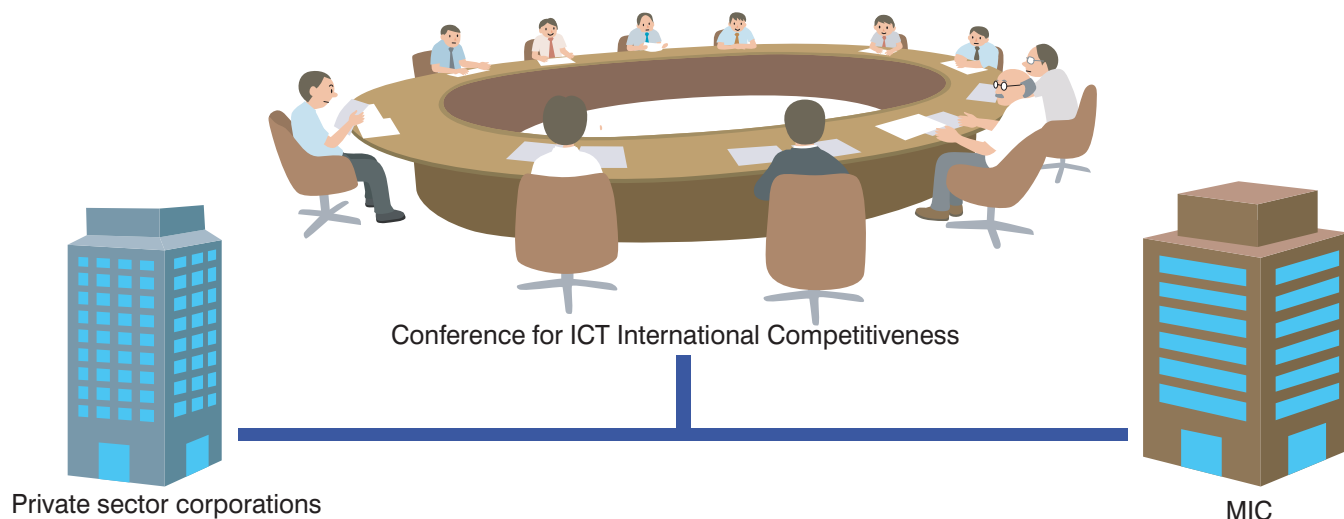 Conference for ICT International Competitiveness
Private sector corporations
MIC